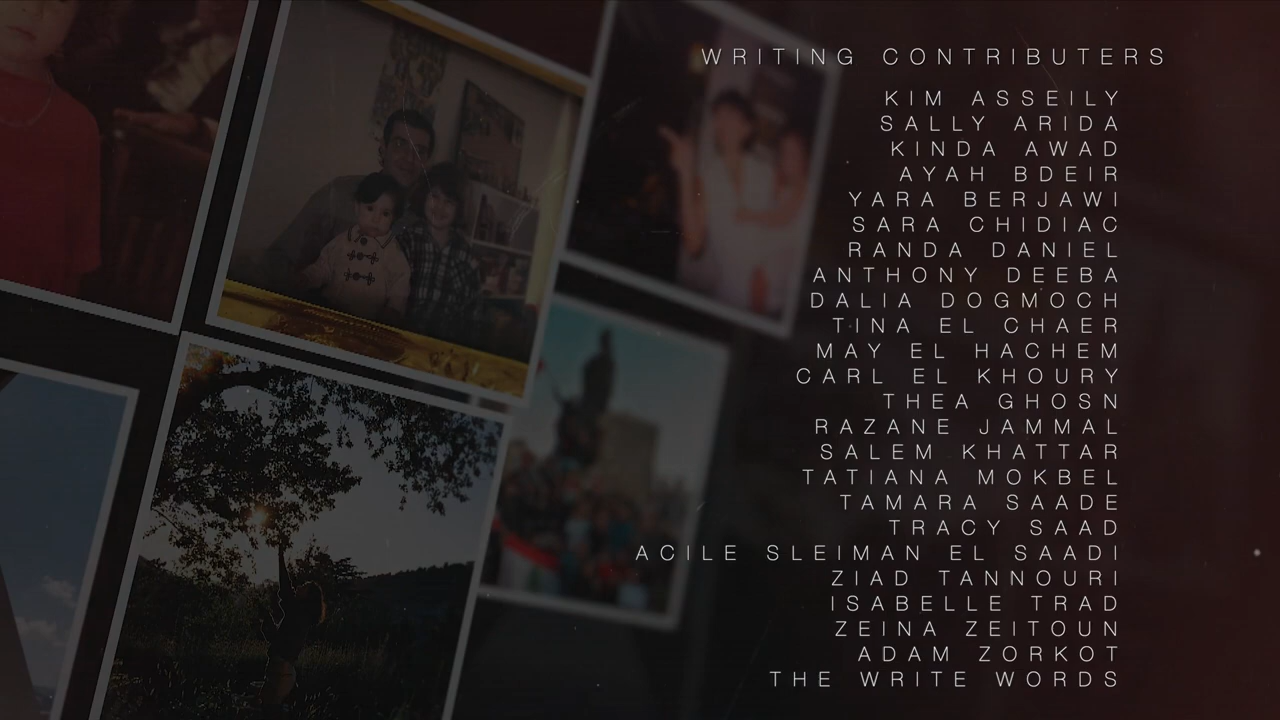 WRITING CONTRIBUTERS
KIM ASSEILY
SALLY ARIDA
KINDA AWAD
AYAH BDEIR
YARA BERJAWI
SARA CHIDIAC
RANDA DANIEL
ANTHONY DEEBA
DALIA DOGMOCH
TINA EL CHAER
MAY EL HACHEM
CARL EL KHOURY
THEA GHOSN
RAZANE JAMMAL
SALEM KHATTAR
TATIANA MOKBEL
TAMARA SAADE
TRACY SAAD
ACILE SLEIMAN EL SAADI
ZIAD TANNOURI
ISABELLE TRAD
ZEINA ZEITOUN
ADAM ZORKOT
THE WRITE WORDS